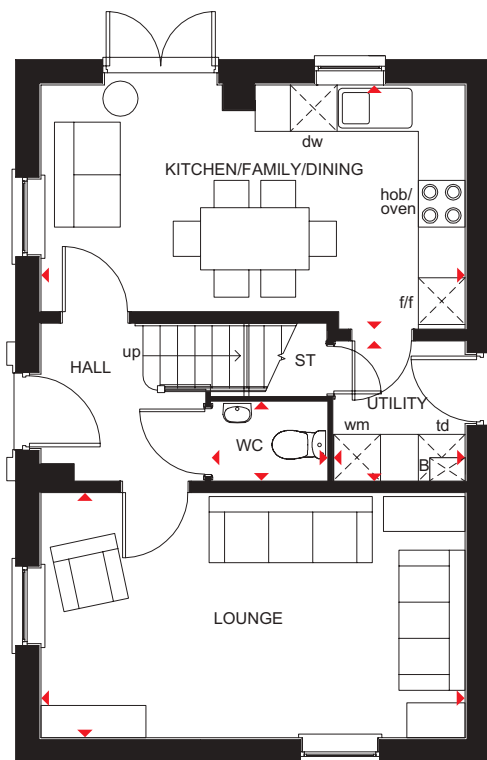 dw
KITCHEN/FAMILY/DINING
hob/
oven
f/f
up
ST
HALL
UTILITY
WC
wm
td
B
LOUNGE